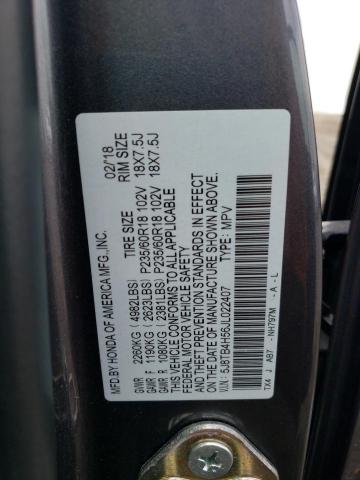 MFD.BY HONDA OF AMERICA MFG.,INC. 02/18
TIRE SIZE RIM SIZE
GVWR 2260KG (4982LBS)
GAWR F 1190KG (2623LBS) P235/60R18 102V 18X7.5J
GAWR R 1080KG (2381LBS) P235/60R18 102V 18X7.5J
THIS VEHICLE CONFORMS TO ALL APPLICABLE
FEDERAL MOTOR VEHICLE SAFETY, BUMPER,
AND THEFT PREVENTION STANDARDS IN EFFECT
ON THE DATE OF MANUFACTURE SHOWN ABOVE.
V.I.N: 5J8TB4H56JL022407 TYPE: MPV
TX4 J AB7 -NH797M -A-L